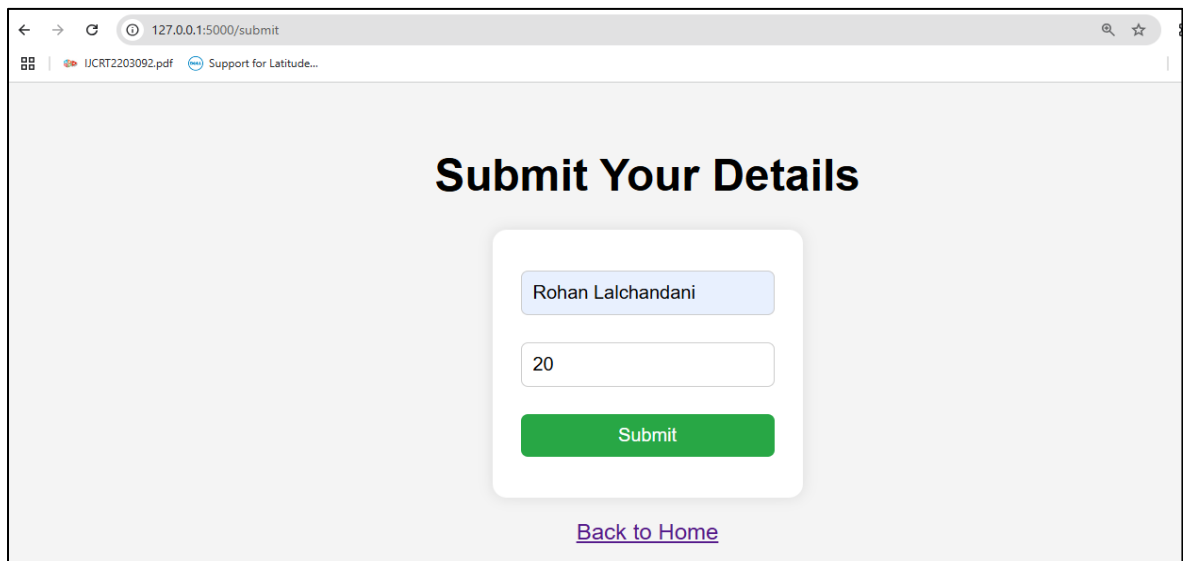 127.0.0.1:5000/submit
IJCRT2203092.pdf Support for Latitude...
Submit Your Details
Rohan Lalchandani
20
Submit
Back to Home